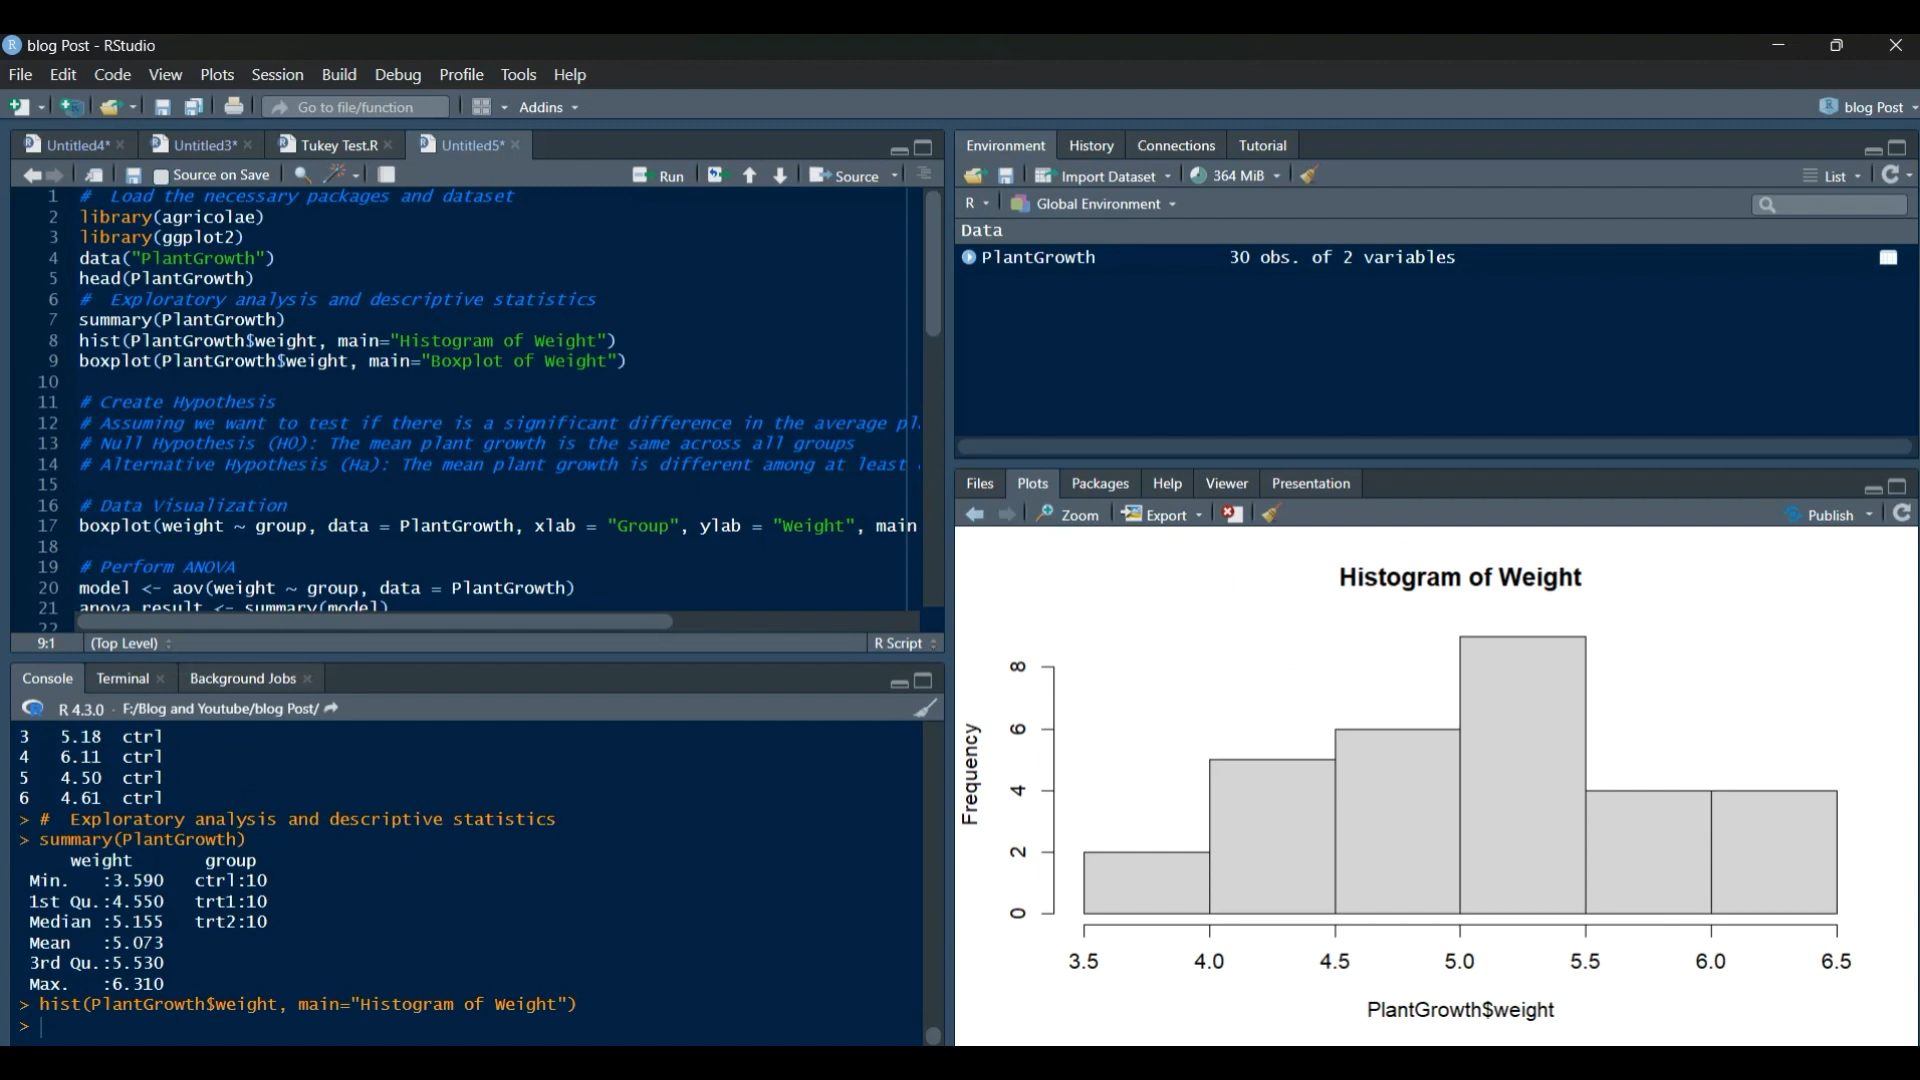 blog Post - RStudio
File Edit Code View Plots Session Build Debug Profile Tools Help
Go to file/function Addins blog Post
Untitled4* Untitled3* Tukey Test.R Untitled5*
Source on Save Run Source
1 # Load the necessary packages and dataset
2 library(agricolae)
3 library(ggplot2)
4 data("PlantGrowth")
5 head(PlantGrowth)
6 # Exploratory analysis and descriptive statistics
7 summary(PlantGrowth)
8 hist(PlantGrowth$weight, main="Histogram of Weight")
9 boxplot(PlantGrowth$weight, main="Boxplot of Weight")
10
11 # Create Hypothesis
12 # Assuming we want to test if there is a significant difference in the average pl
13 # Null Hypothesis (H0): The mean plant growth is the same across all groups
14 # Alternative Hypothesis (Ha): The mean plant growth is different among at least
15
16 # Data Visualization
17 boxplot(weight ~ group, data = PlantGrowth, xlab = "Group", ylab = "Weight", main
18
19 # Perform ANOVA
20 model <- aov(weight ~ group, data = PlantGrowth)
21 anova_result <- summary(model)
22
9:1 (Top Level) R Script
Console Terminal Background Jobs
R 4.3.0 · F:/Blog and Youtube/blog Post/
3 5.18 ctrl
4 6.11 ctrl
5 4.50 ctrl
6 4.61 ctrl
> # Exploratory analysis and descriptive statistics
> summary(PlantGrowth)
weight group
Min. :3.590 ctrl:10
1st Qu.:4.550 trt1:10
Median :5.155 trt2:10
Mean :5.073
3rd Qu.:5.530
Max. :6.310
> hist(PlantGrowth$weight, main="Histogram of Weight")
>
Environment History Connections Tutorial
Import Dataset 364 MiB List
R Global Environment
Data
PlantGrowth 30 obs. of 2 variables
Files Plots Packages Help Viewer Presentation
Zoom Export Publish
Histogram of Weight
Frequency
8
6
4
2
0
3.5 4.0 4.5 5.0 5.5 6.0 6.5
PlantGrowth$weight